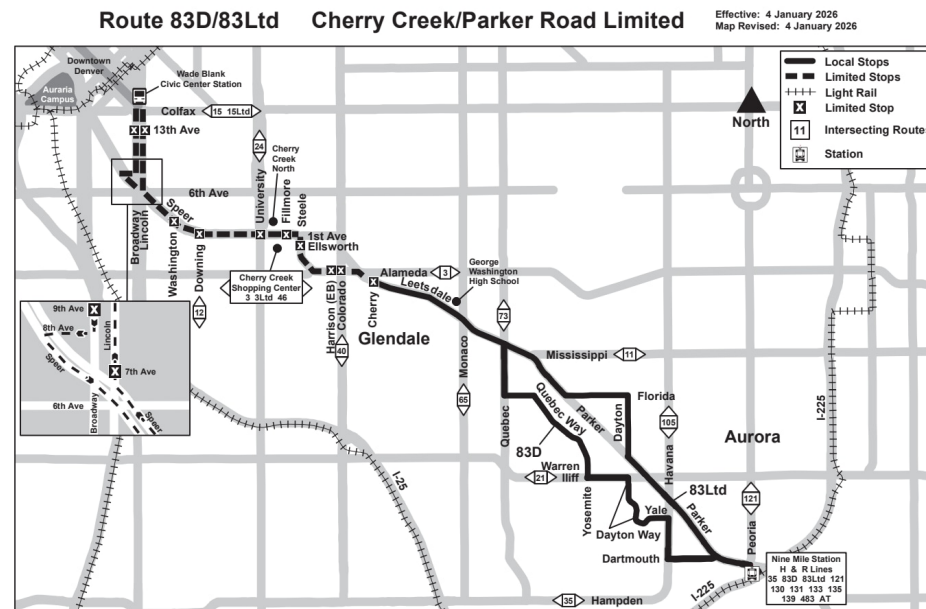 Route 83D/83Ltd Cherry Creek/Parker Road Limited
Effective: 4 January 2026
Map Revised: 4 January 2026
Downtown
Denver
Auraria
Campus
Wade Blank
Civic Center Station
Colfax
15 15Ltd
13th Ave
24
Cherry
Creek
North
North
Local Stops
Limited Stops
Light Rail
X Limited Stop
11 Intersecting Route
Station
6th Ave
Speer
University
Fillmore
Steele
1st Ave
Ellsworth
Broadway
Lincoln
Washington
Downing
12
Cherry Creek
Shopping Center
3 3Ltd 46
Harrison (EB)
Colorado
40
Cherry
Alameda
3
Leetsdale
George
Washington
High School
Glendale
Monaco
65
73
Mississippi
11
9th Ave
8th Ave
Lincoln
7th Ave
Speer
6th Ave
Broadway
Speer
Quebec
Quebec Way
83D
Parker
Dayton
Florida
105
Havana
Aurora
I-225
I-25
21
Warren
Iliff
Yosemite
Dayton Way
Yale
83Ltd
Parker
121
Peoria
Dartmouth
I-225
35
Hampden
Nine Mile Station
H & R Lines
35 83D 83Ltd 121
130 131 133 135
139 483 AT